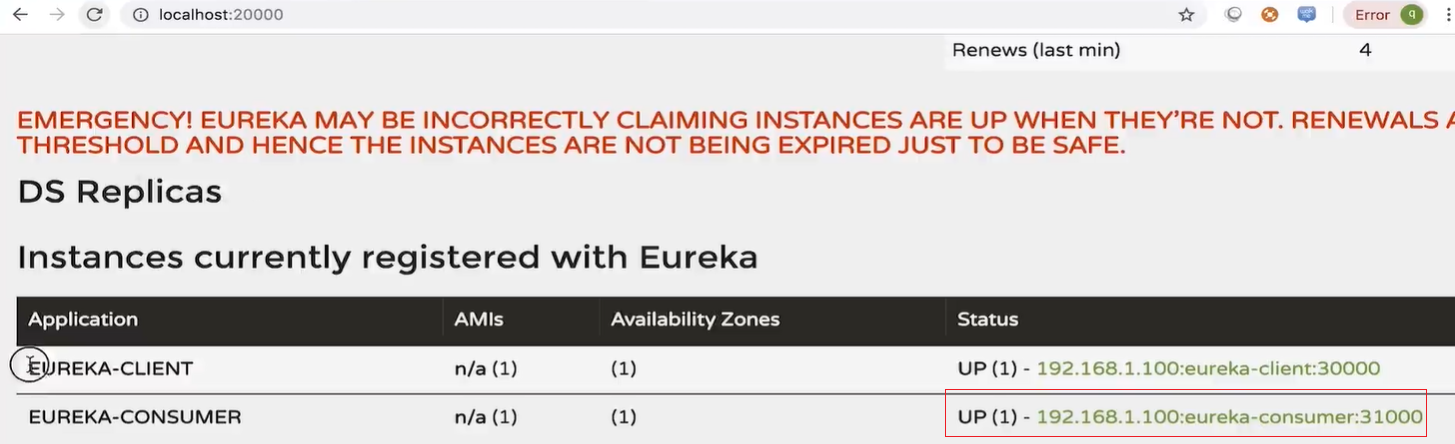 localhost:20000
Error q
Renews (last min) 4
EMERGENCY! EUREKA MAY BE INCORRECTLY CLAIMING INSTANCES ARE UP WHEN THEY'RE NOT. RENEWALS
THRESHOLD AND HENCE THE INSTANCES ARE NOT BEING EXPIRED JUST TO BE SAFE.
DS Replicas
Instances currently registered with Eureka
Application AMIs Availability Zones Status
EUREKA-CLIENT n/a (1) (1) UP (1) - 192.168.1.100:eureka-client:30000
EUREKA-CONSUMER n/a (1) (1) UP (1) - 192.168.1.100:eureka-consumer:31000